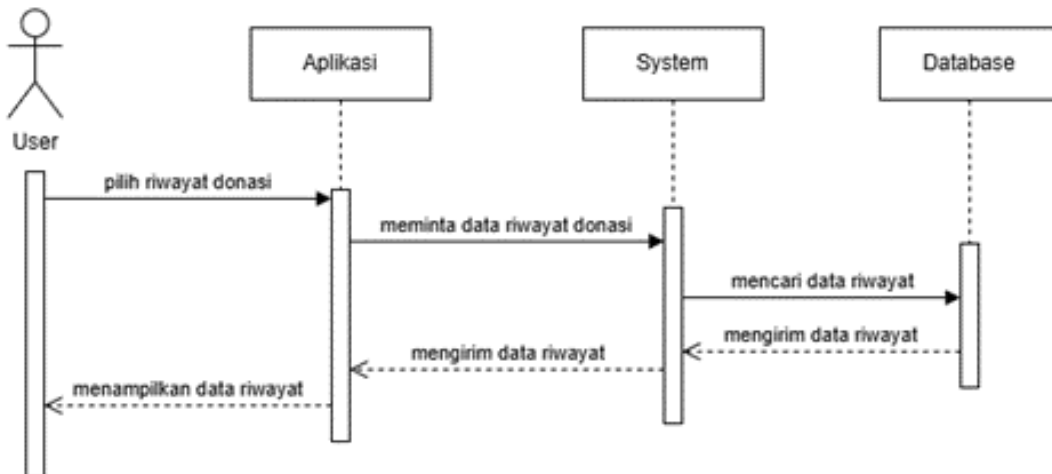 Aplikasi
System
Database
User
pilih riwayat donasi
meminta data riwayat donasi
mencari data riwayat
mengirim data riwayat
mengirim data riwayat
menampilkan data riwayat